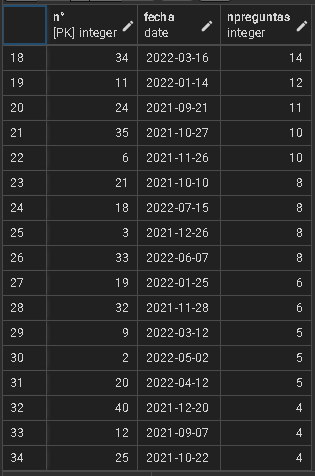 n° fecha npreguntas
[PK] integer date integer
18 34 2022-03-16 14
19 11 2022-01-14 12
20 24 2021-09-21 11
21 35 2021-10-27 10
22 6 2021-11-26 10
23 21 2021-10-10 8
24 18 2022-07-15 8
25 3 2021-12-26 8
26 33 2022-06-07 8
27 19 2022-01-25 6
28 32 2021-11-28 6
29 9 2022-03-12 5
30 2 2022-05-02 5
31 20 2022-04-12 5
32 40 2021-12-20 4
33 12 2021-09-07 4
34 25 2021-10-22 4